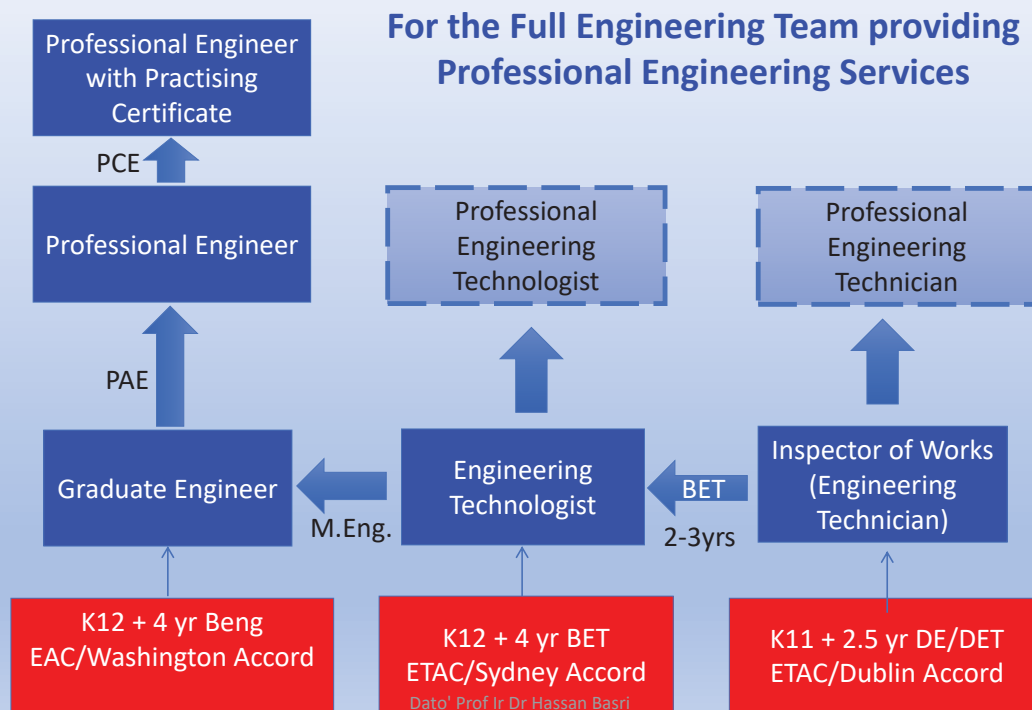 For the Full Engineering Team providing
Professional Engineering Services
Professional Engineer
with Practising
Certificate
PCE
Professional Engineer
Professional
Engineering
Technologist
Professional
Engineering
Technician
PAE
Graduate Engineer
M.Eng.
Engineering
Technologist
BET
2-3yrs
Inspector of Works
(Engineering
Technician)
K12 + 4 yr Beng
EAC/Washington Accord
K12 + 4 yr BET
ETAC/Sydney Accord
K11 + 2.5 yr DE/DET
ETAC/Dublin Accord
Dato' Prof Ir Dr Hassan Basri